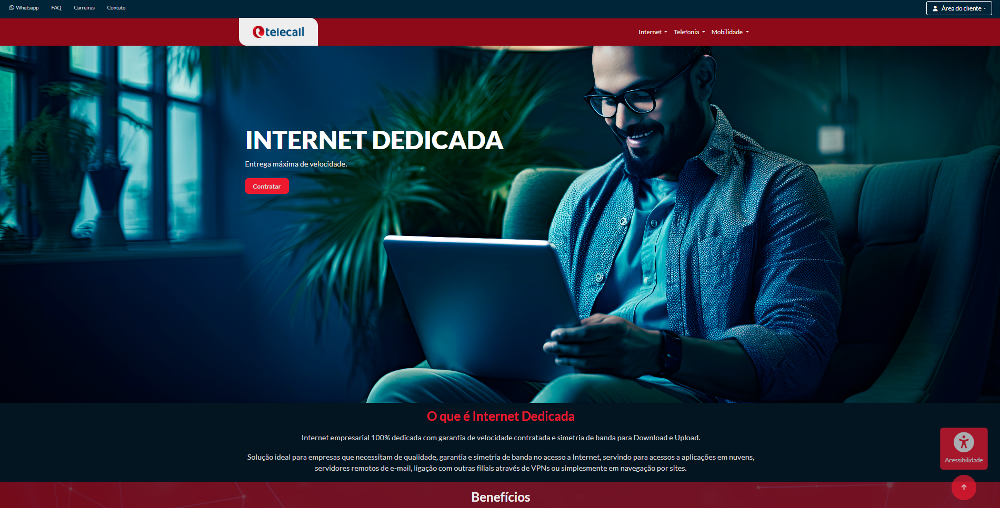 Whatsapp FAQ Carreiras Contato Área do cliente
telecall Internet Telefonia Mobilidade
INTERNET DEDICADA
Entrega máxima de velocidade.
Contratar
O que é Internet Dedicada
Internet empresarial 100% dedicada com garantia de velocidade contratada e simetria de banda para Download e Upload.
Solução ideal para empresas que necessitam de qualidade, garantia e simetria de banda no acesso a Internet, servindo para acessos a aplicações em nuvens,
servidores remotos de e-mail, ligação com outras filiais através de VPNs ou simplesmente em navegação por sites.
Acessibilidade
Benefícios